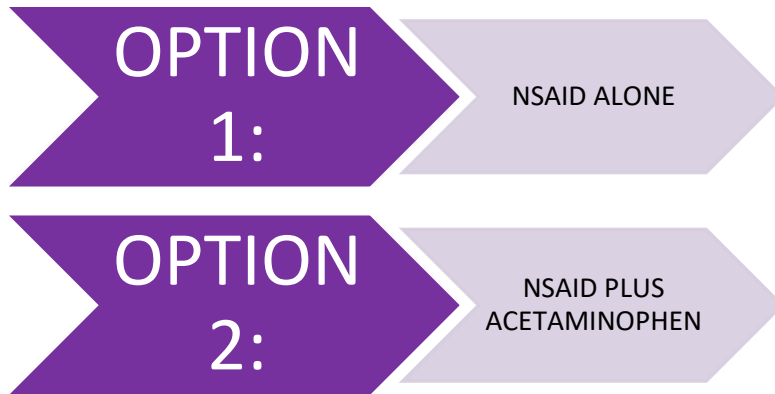 OPTION
1:
NSAID ALONE
OPTION
2:
NSAID PLUS
ACETAMINOPHEN